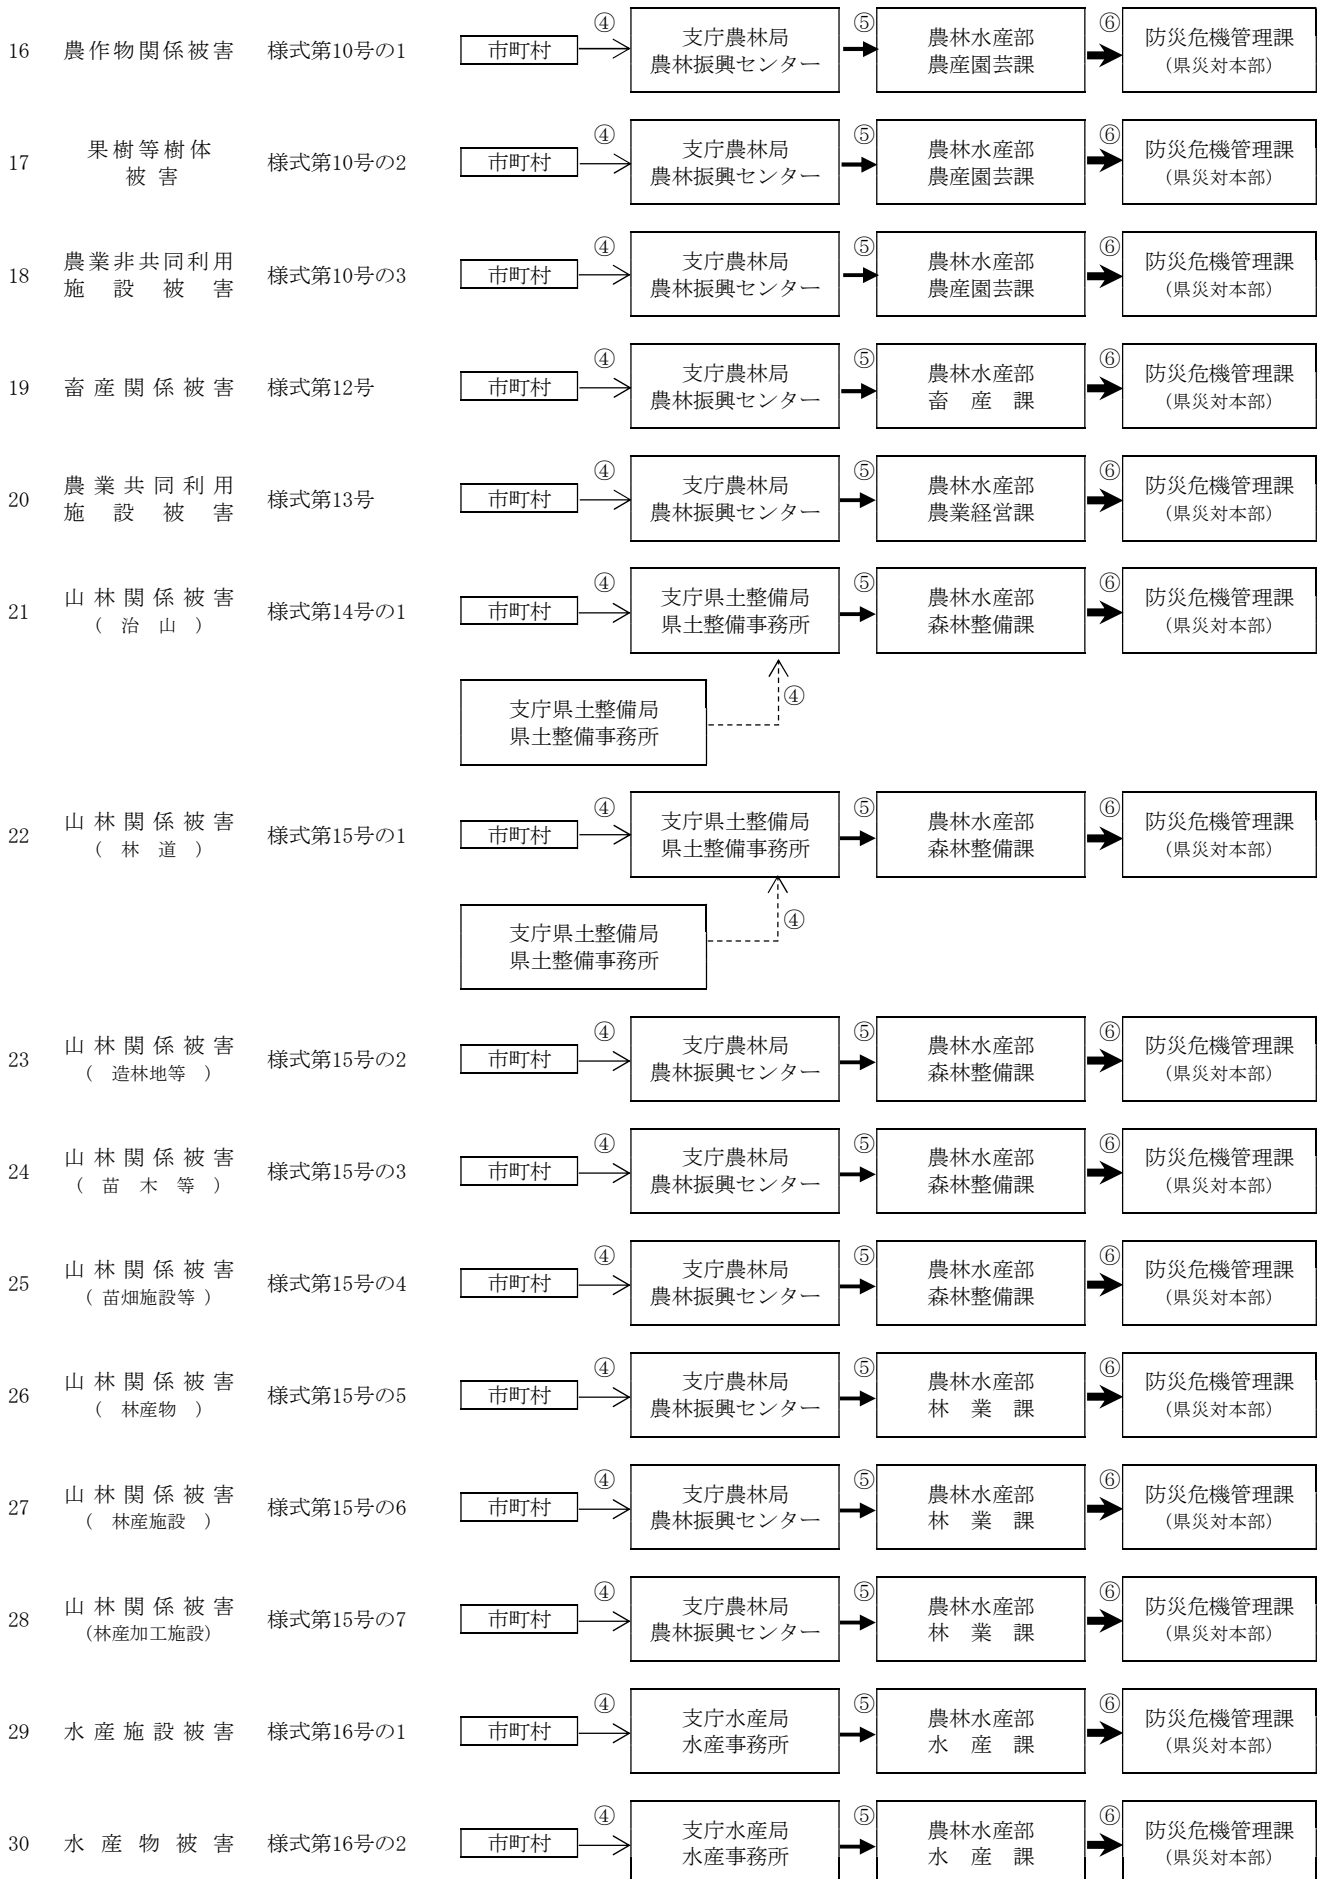 ④ ⑤ ⑥
16 農作物関係被害 様式第10号の1 市町村 支庁農林局 農林水産部 防災危機管理課
農林振興センター 農産園芸課 (県災対本部)
④ ⑤ ⑥
17 果樹等樹体 様式第10号の2 市町村 支庁農林局 農林水産部 防災危機管理課
被害 農林振興センター 農産園芸課 (県災対本部)
④ ⑤ ⑥
18 農業非共同利用 様式第10号の3 市町村 支庁農林局 農林水産部 防災危機管理課
施設被害 農林振興センター 農産園芸課 (県災対本部)
④ ⑤ ⑥
19 畜産関係被害 様式第12号 市町村 支庁農林局 農林水産部 防災危機管理課
農林振興センター 畜産課 (県災対本部)
④ ⑤ ⑥
20 農業共同利用 様式第13号 市町村 支庁農林局 農林水産部 防災危機管理課
施設被害 農林振興センター 農業経営課 (県災対本部)
④ ⑤ ⑥
21 山林関係被害 様式第14号の1 市町村 支庁県土整備局 農林水産部 防災危機管理課
(治山) 県土整備事務所 森林整備課 (県災対本部)
④
支庁県土整備局
県土整備事務所
④ ⑤ ⑥
22 山林関係被害 様式第15号の1 市町村 支庁県土整備局 農林水産部 防災危機管理課
(林道) 県土整備事務所 森林整備課 (県災対本部)
④
支庁県土整備局
県土整備事務所
④ ⑤ ⑥
23 山林関係被害 様式第15号の2 市町村 支庁農林局 農林水産部 防災危機管理課
(造林地等) 農林振興センター 森林整備課 (県災対本部)
④ ⑤ ⑥
24 山林関係被害 様式第15号の3 市町村 支庁農林局 農林水産部 防災危機管理課
(苗木等) 農林振興センター 森林整備課 (県災対本部)
④ ⑤ ⑥
25 山林関係被害 様式第15号の4 市町村 支庁農林局 農林水産部 防災危機管理課
(苗畑施設等) 農林振興センター 森林整備課 (県災対本部)
④ ⑤ ⑥
26 山林関係被害 様式第15号の5 市町村 支庁農林局 農林水産部 防災危機管理課
(林産物) 農林振興センター 林業課 (県災対本部)
④ ⑤ ⑥
27 山林関係被害 様式第15号の6 市町村 支庁農林局 農林水産部 防災危機管理課
(林産施設) 農林振興センター 林業課 (県災対本部)
④ ⑤ ⑥
28 山林関係被害 様式第15号の7 市町村 支庁農林局 農林水産部 防災危機管理課
(林産加工施設) 農林振興センター 林業課 (県災対本部)
④ ⑤ ⑥
29 水産施設被害 様式第16号の1 市町村 支庁水産局 農林水産部 防災危機管理課
水産事務所 水産課 (県災対本部)
④ ⑤ ⑥
30 水産物被害 様式第16号の2 市町村 支庁水産局 農林水産部 防災危機管理課
水産事務所 水産課 (県災対本部)